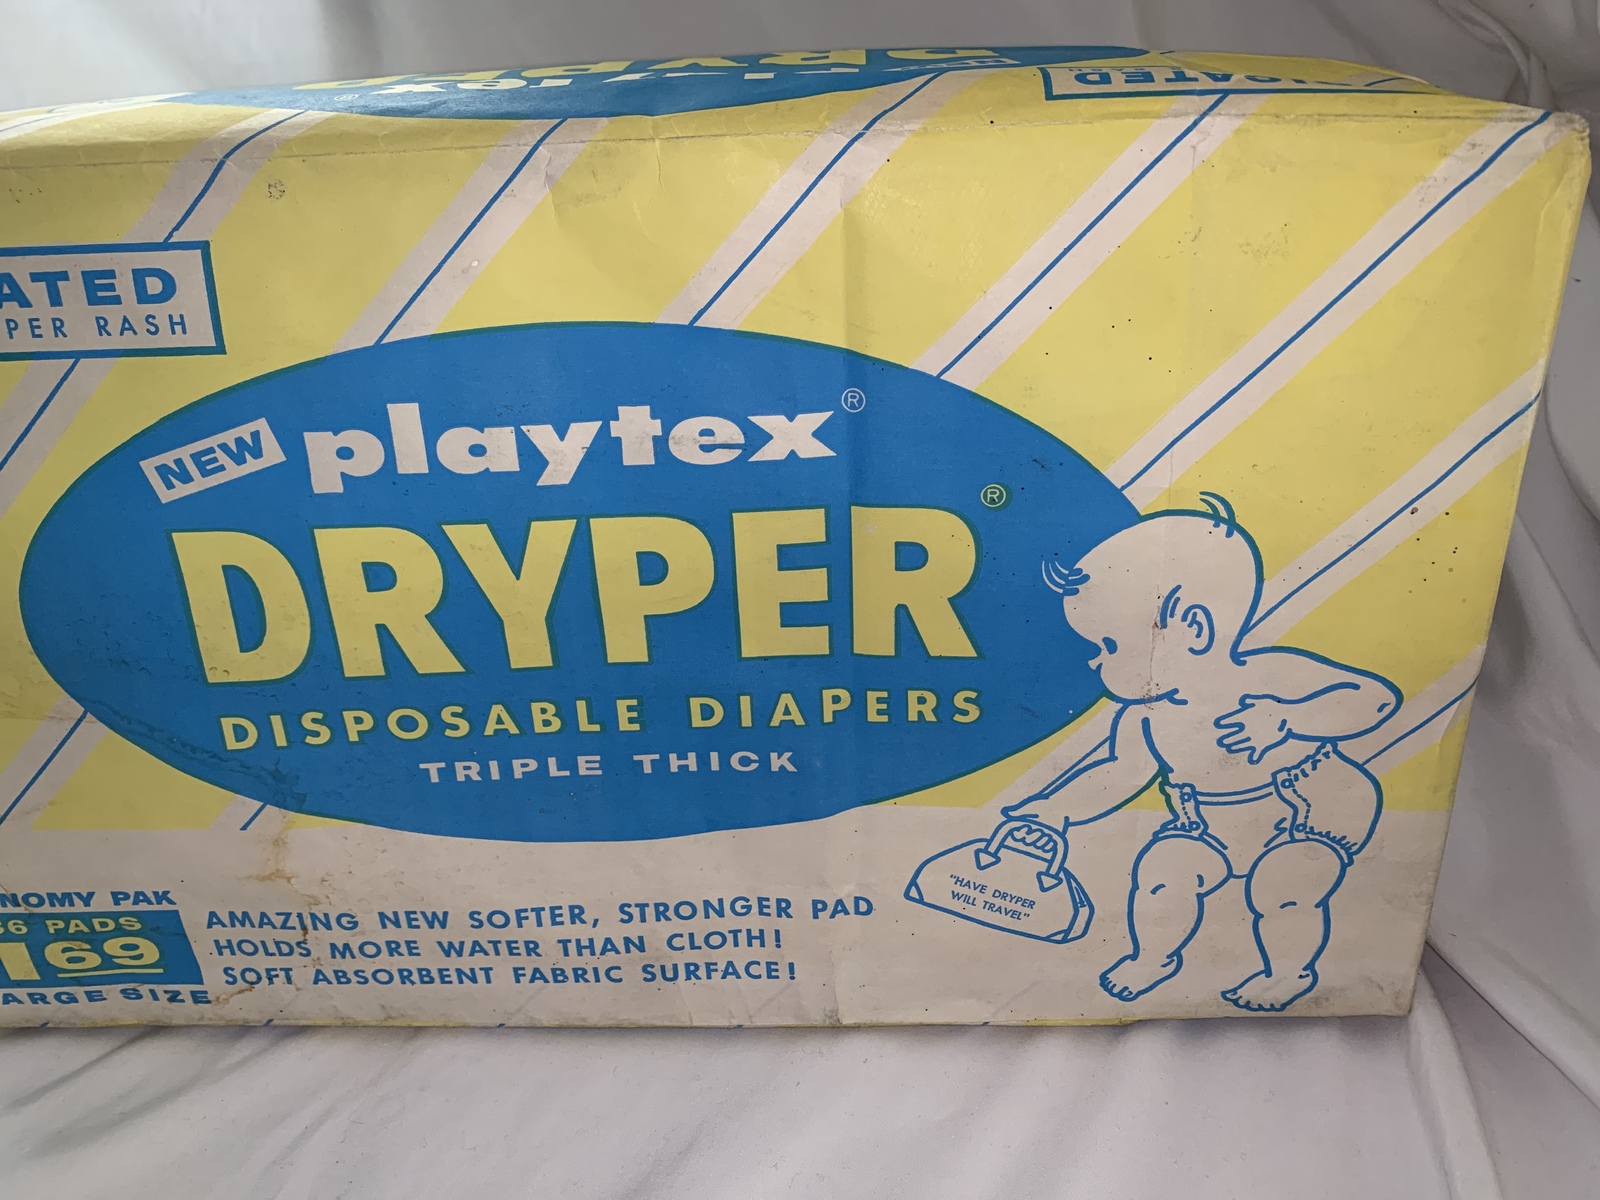 ATED
PER RASH
NEW playtex®
DRYPER®
DISPOSABLE DIAPERS
TRIPLE THICK
NOMY PAK
36 PADS
169
ARGE SIZE
AMAZING NEW SOFTER, STRONGER PAD
HOLDS MORE WATER THAN CLOTH!
SOFT ABSORBENT FABRIC SURFACE!
"HAVE DRYPER
WILL TRAVEL"